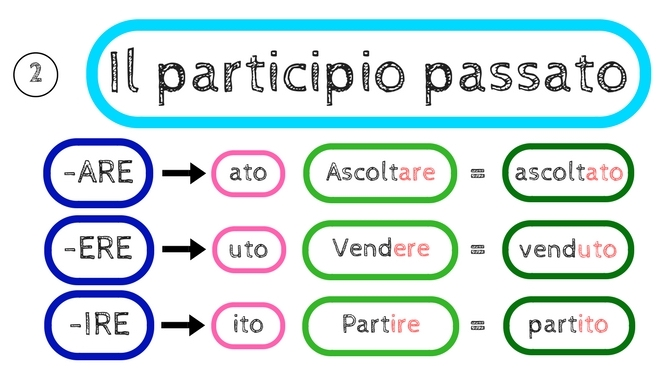 2
Il participio passato
-ARE → ato Ascoltare = ascoltato
-ERE → uto Vendere = venduto
-IRE → ito Partire = partito